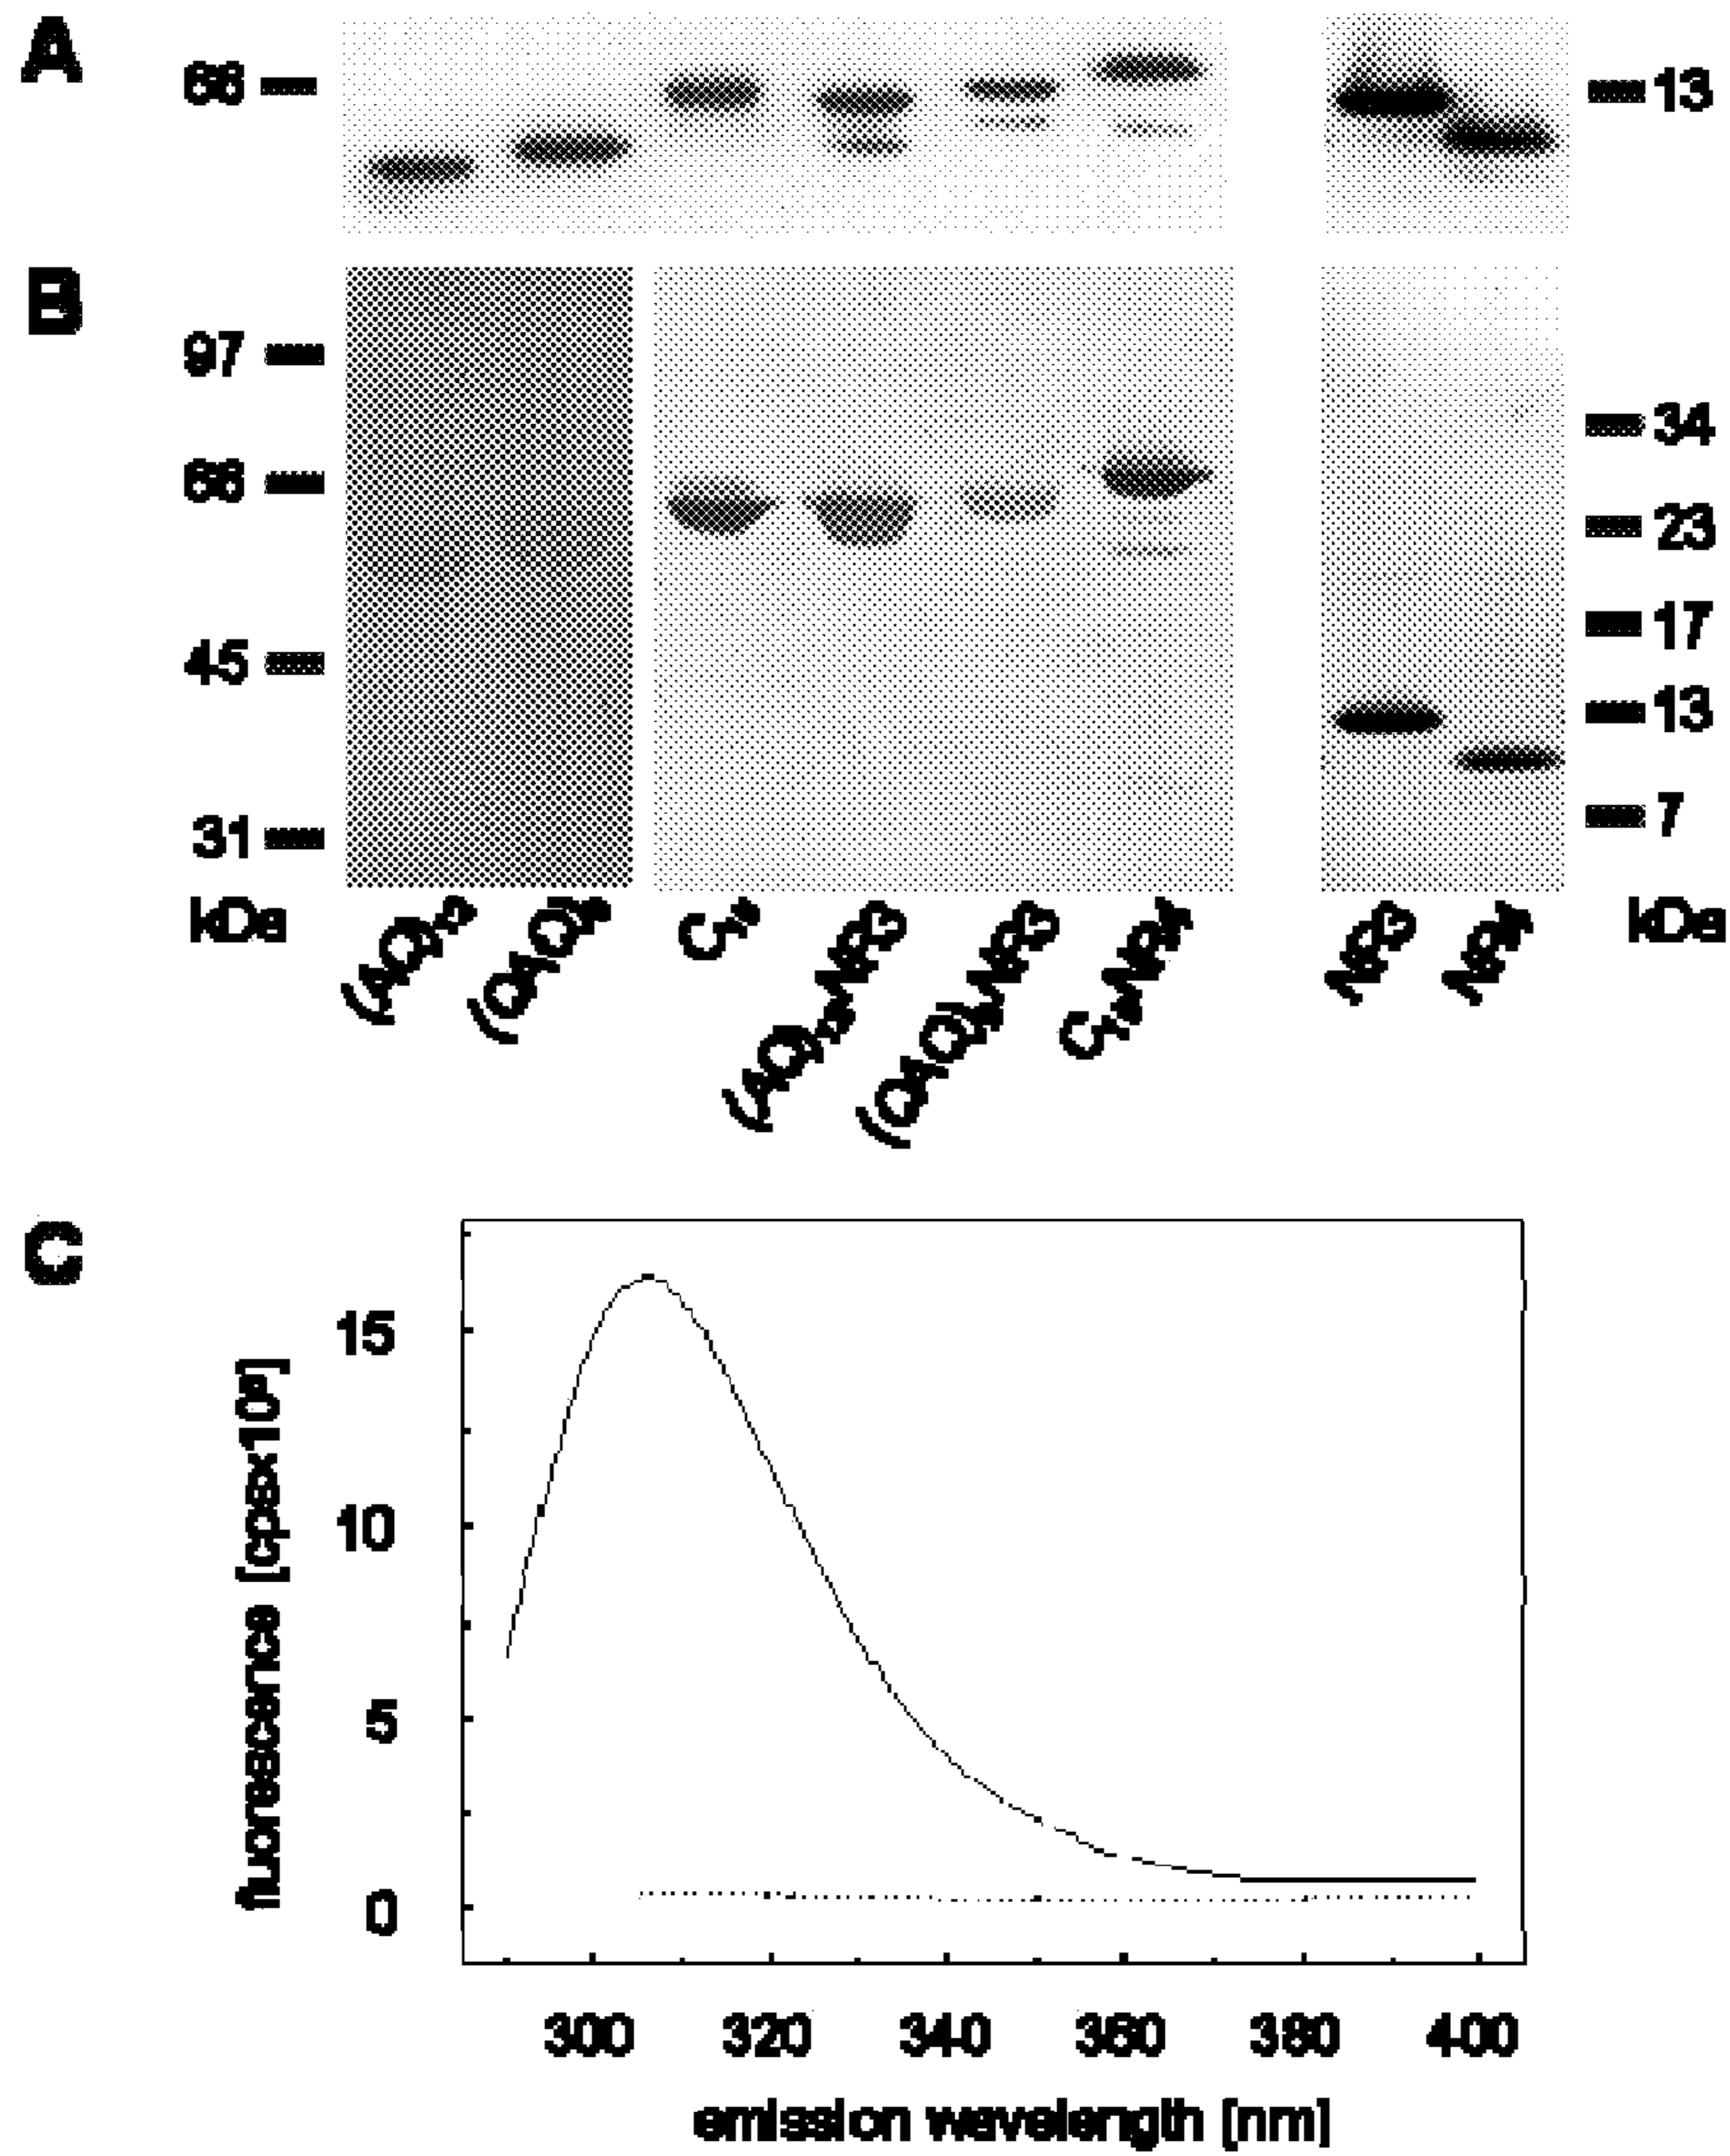 A
66
13
B
97
66
45
31
kDa
34
23
17
13
7
kDa
(AQ)₁₂
(QAQ)₈
C₁₆
(AQ)₁₂NR3
(QAQ)₈NR3
C₁₆NR4
NR3
NR4
C
15
10
5
0
fluorescence
300 320 340 360 380 400
emission wavelength [nm]